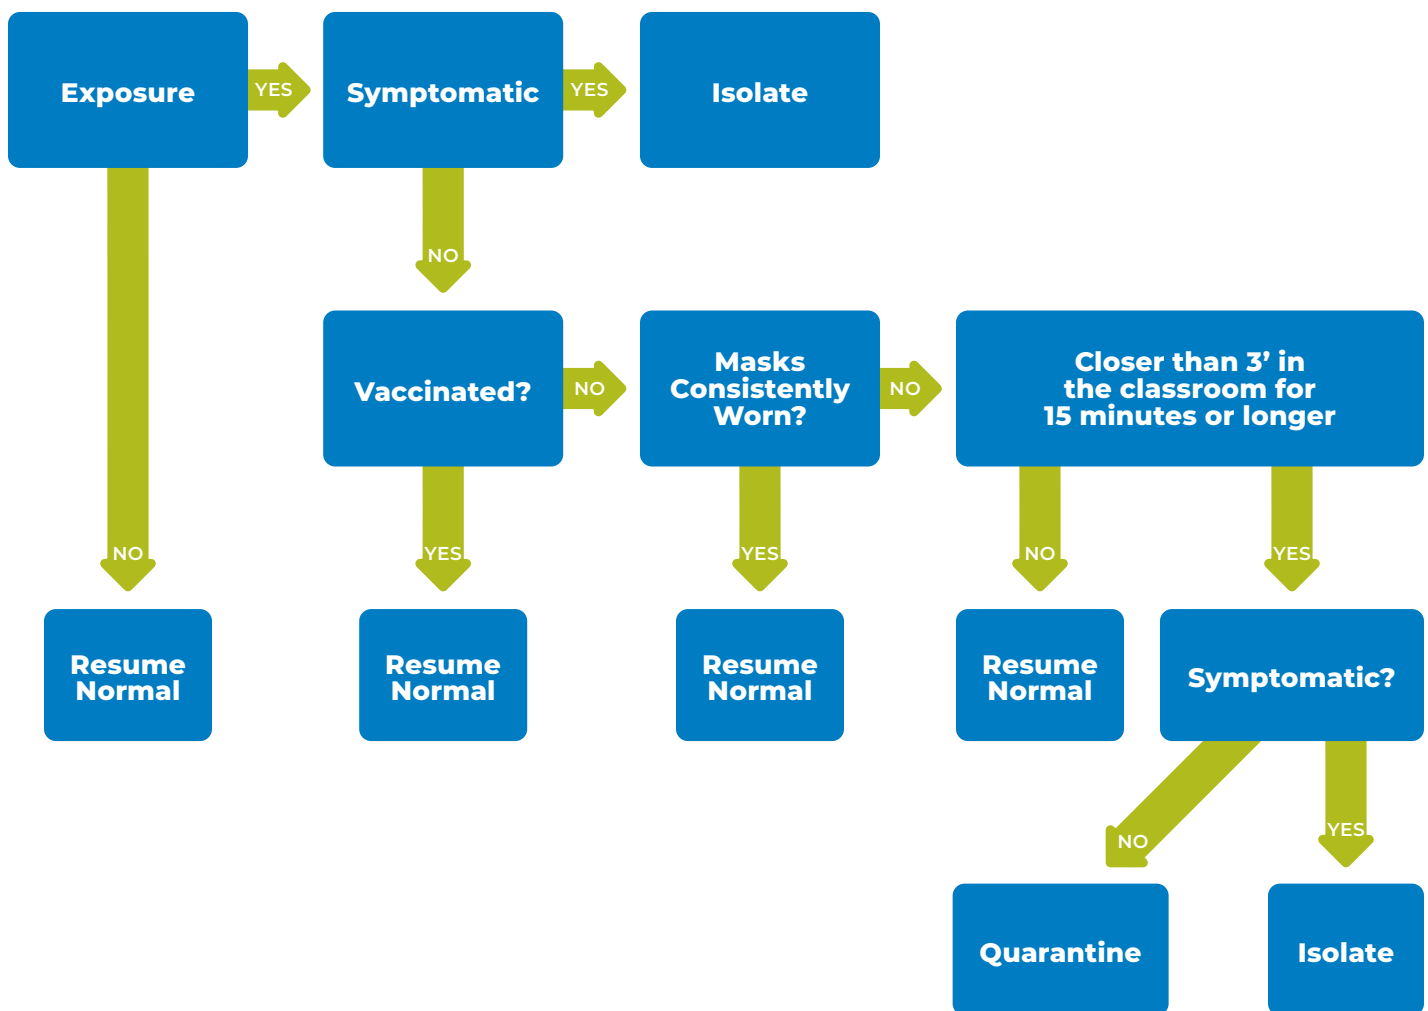 Exposure
YES
Symptomatic
YES
Isolate
NO
Vaccinated?
NO
Masks
Consistently
Worn?
NO
Closer than 3’ in
the classroom for
15 minutes or longer
NO
YES
YES
NO
YES
Resume
Normal
Resume
Normal
Resume
Normal
Resume
Normal
Symptomatic?
NO
YES
Quarantine
Isolate